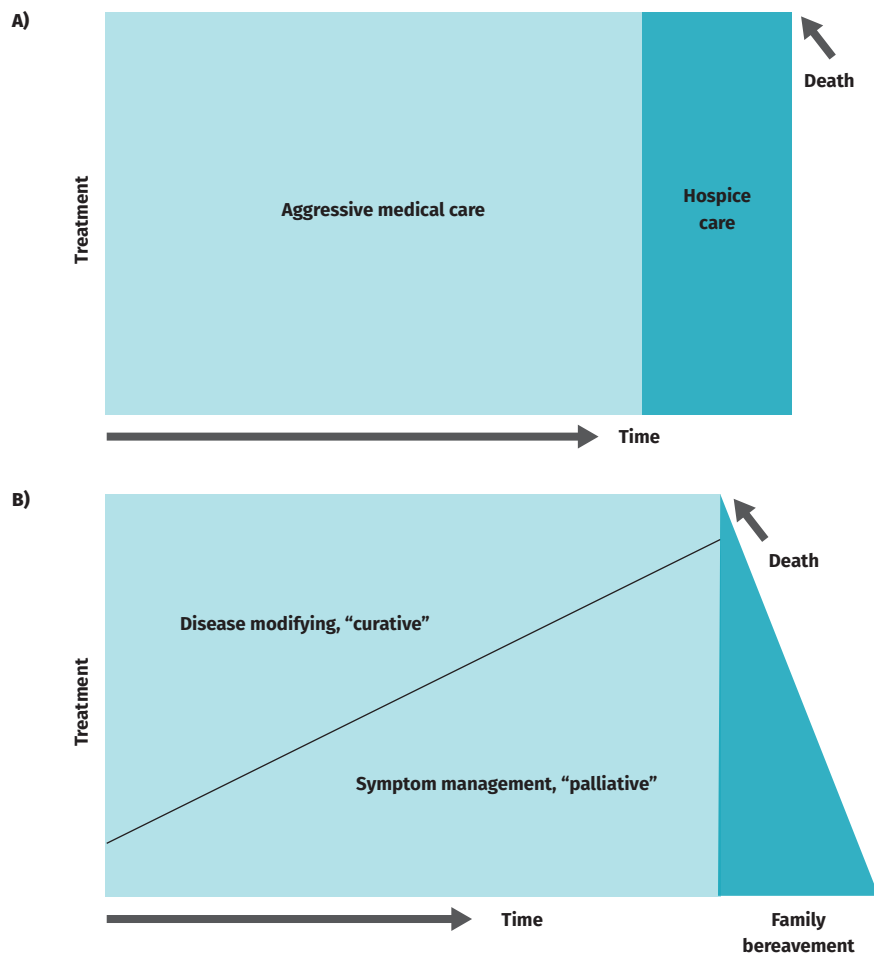 A)
Death
Treatment
Aggressive medical care
Hospice
care
Time
B)
Death
Disease modifying, “curative”
Treatment
Symptom management, “palliative”
Time
Family
bereavement